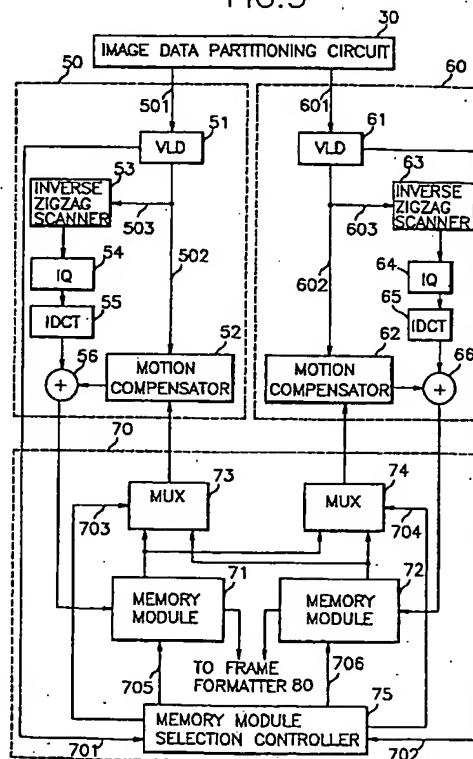 FIG.3
30
IMAGE DATA PARTITIONING CIRCUIT
50
501
601
60
51
VLD
61
VLD
53
INVERSE
ZIGZAG
SCANNER
503
63
INVERSE
ZIGZAG
SCANNER
603
54
IQ
502
602
64
IQ
55
IDCT
65
IDCT
56
+
52
MOTION
COMPENSATOR
62
MOTION
COMPENSATOR
66
+
70
73
MUX
703
74
MUX
704
71
MEMORY
MODULE
72
MEMORY
MODULE
TO FRAME
FORMATTER 80
705
706
75
MEMORY MODULE
SELECTION CONTROLLER
701
702